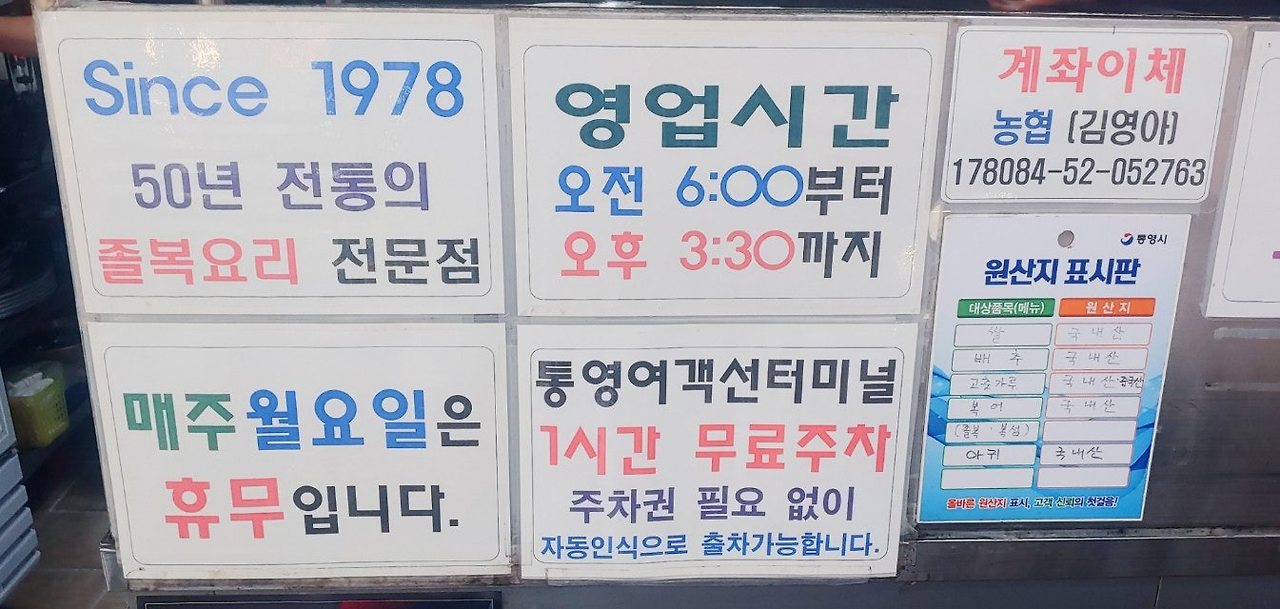 Since 1978
50년 전통의
졸복요리 전문점
영업시간
오전 6:00부터
오후 3:30까지
계좌이체
농협 (김영아)
178084-52-052763
매주 월요일은
휴무입니다.
통영여객선터미널
1시간 무료주차
주차권 필요 없이
자동인식으로 출차가능합니다.
통영시
원산지 표시판
대상품목(메뉴) 원산지
쌀 국내산
배추 국내산
고춧가루 국내산·중국산
복어 국내산
(졸복·복섬)
아귀 국내산
올바른 원산지 표시, 고객 신뢰의 첫걸음!